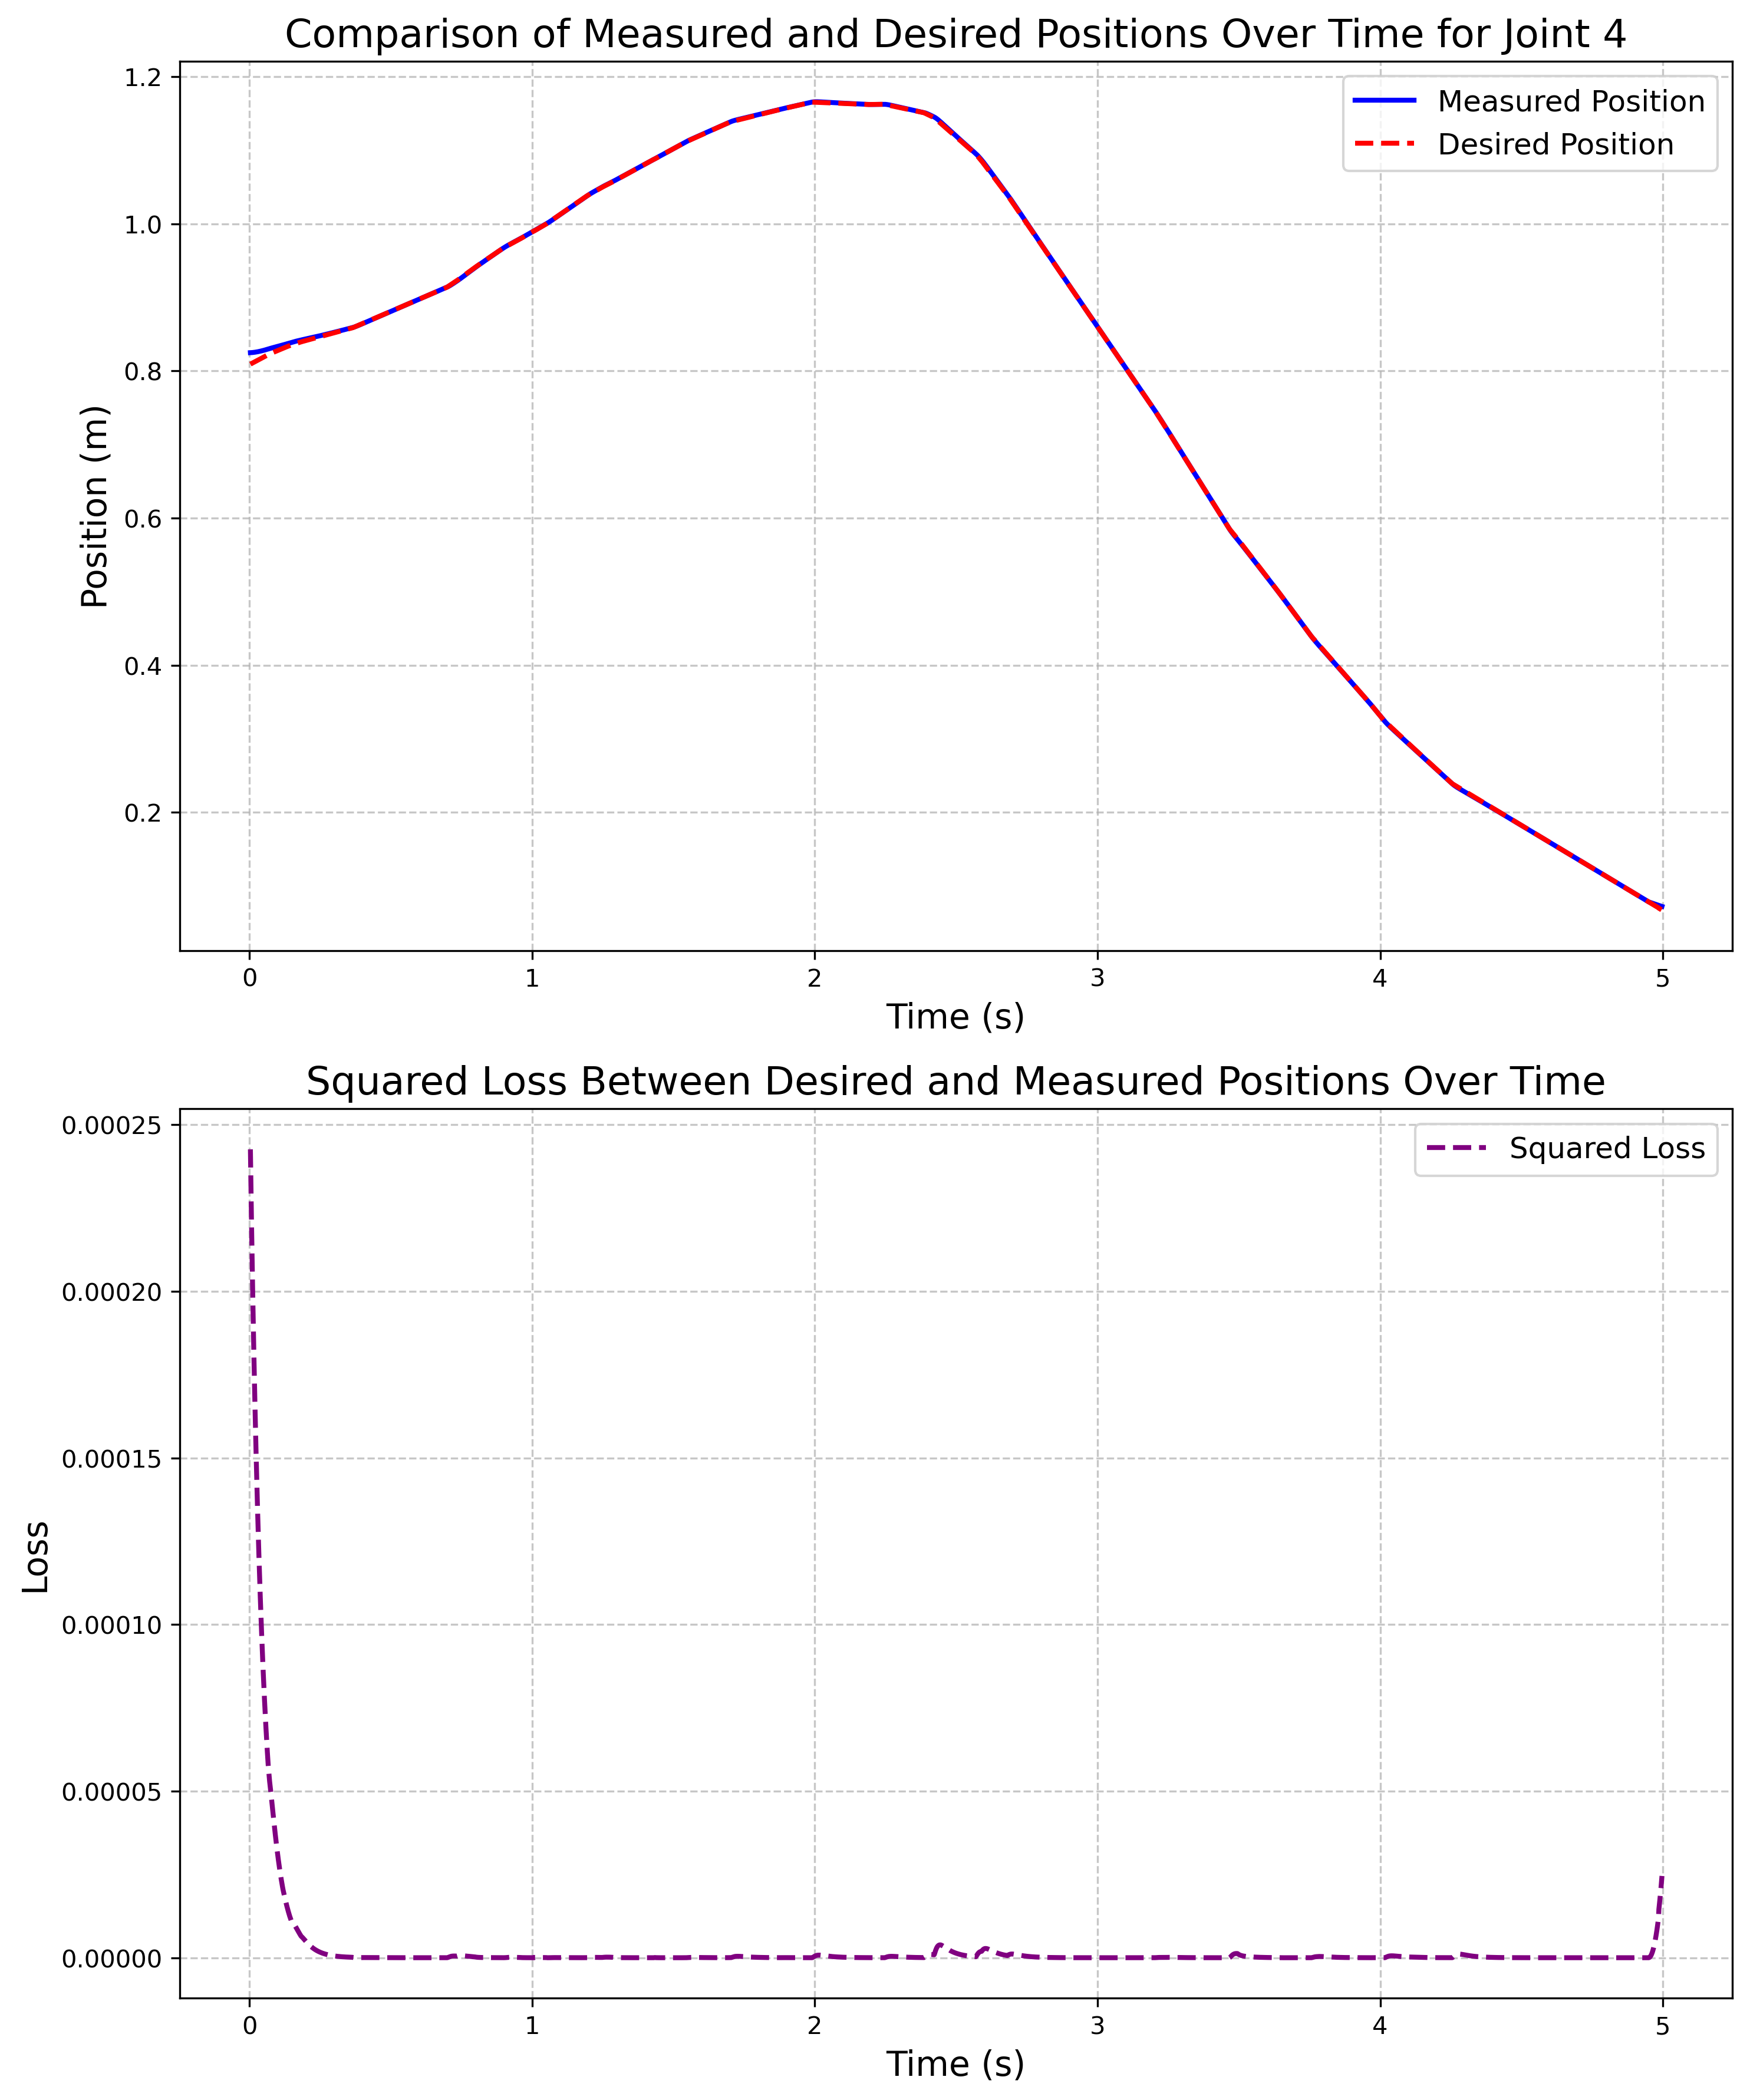 Comparison of Measured and Desired Positions Over Time for Joint 4
1.2
1.0
0.8
0.6
0.4
0.2
Position (m)
Measured Position
Desired Position
0 1 2 3 4 5
Time (s)
Squared Loss Between Desired and Measured Positions Over Time
0.00025
0.00020
0.00015
0.00010
0.00005
0.00000
Loss
Squared Loss
0 1 2 3 4 5
Time (s)